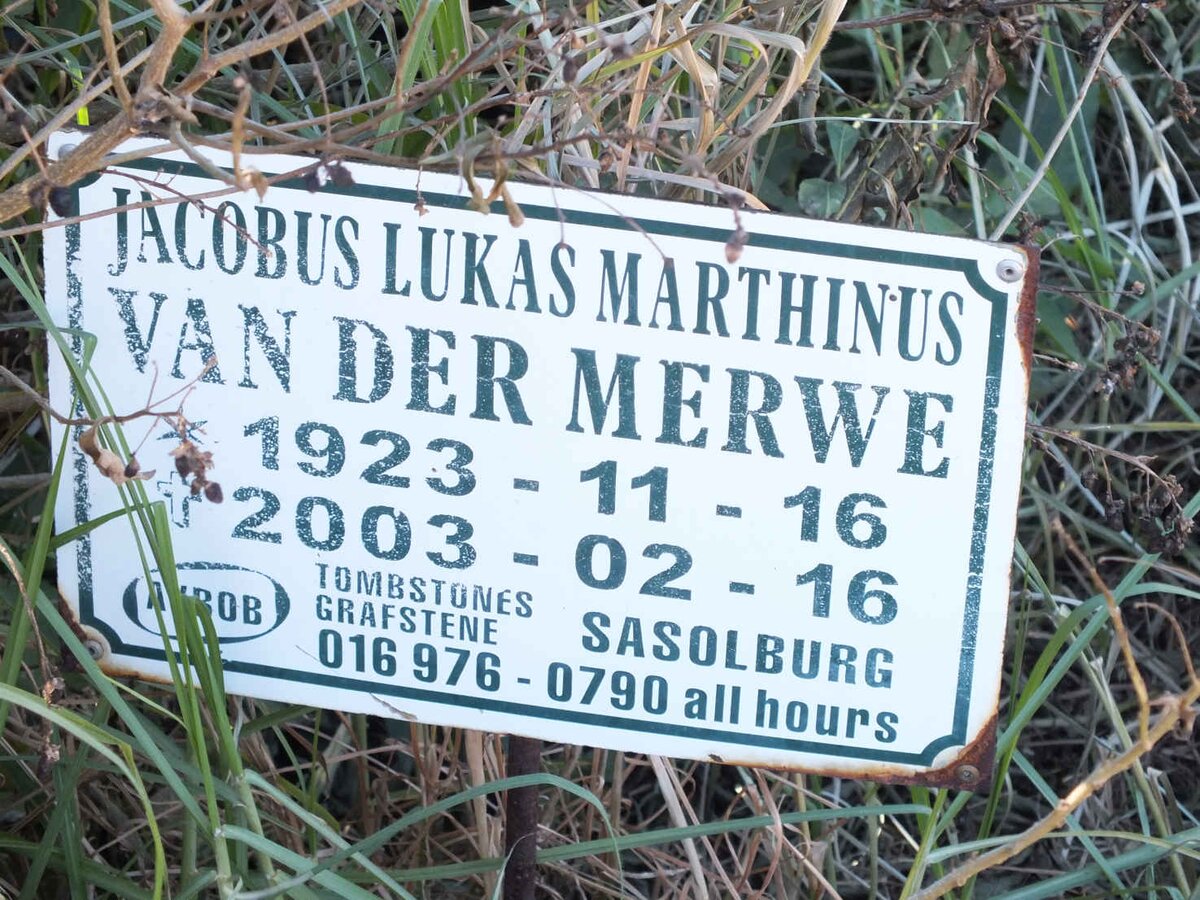 JACOBUS LUKAS MARTHINUS
VAN DER MERWE
* 1923 - 11 - 16
✝ 2003 - 02 - 16
TOMBSTONES
GRAFSTENE
SASOLBURG
016 976 - 0790 all hours